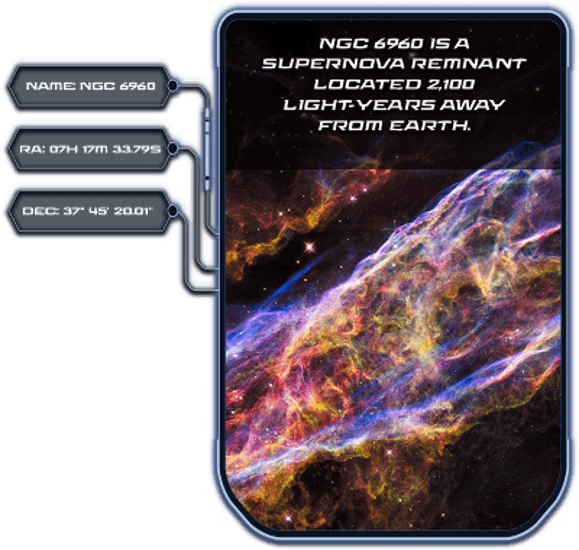 NGC 6960 IS A
SUPERNOVA REMNANT
LOCATED 2,100
LIGHT-YEARS AWAY
FROM EARTH.
NAME: NGC 6960
RA: 07H 17M 33.79S
DEC: 37° 45' 20.01"